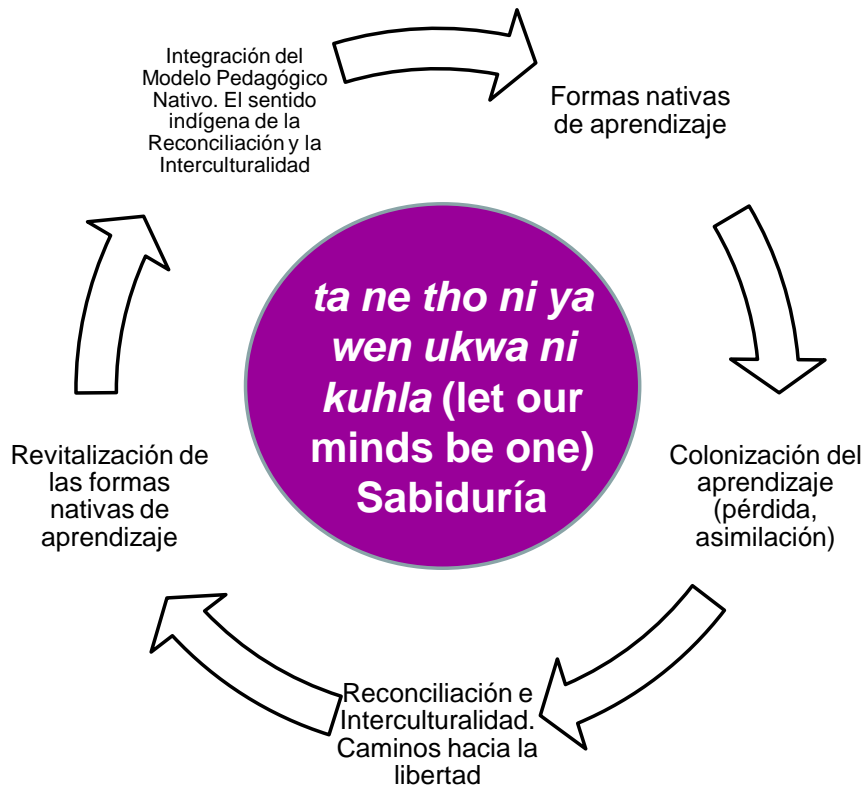 Integración del
Modelo Pedagógico
Nativo. El sentido
indígena de la
Reconciliación y la
Interculturalidad
Formas nativas
de aprendizaje
ta ne tho ni ya
wen ukwa ni
kuhla (let our
minds be one)
Sabiduría
Colonización del
aprendizaje
(pérdida,
asimilación)
Reconciliación e
Interculturalidad.
Caminos hacia la
libertad
Revitalización de
las formas
nativas de
aprendizaje